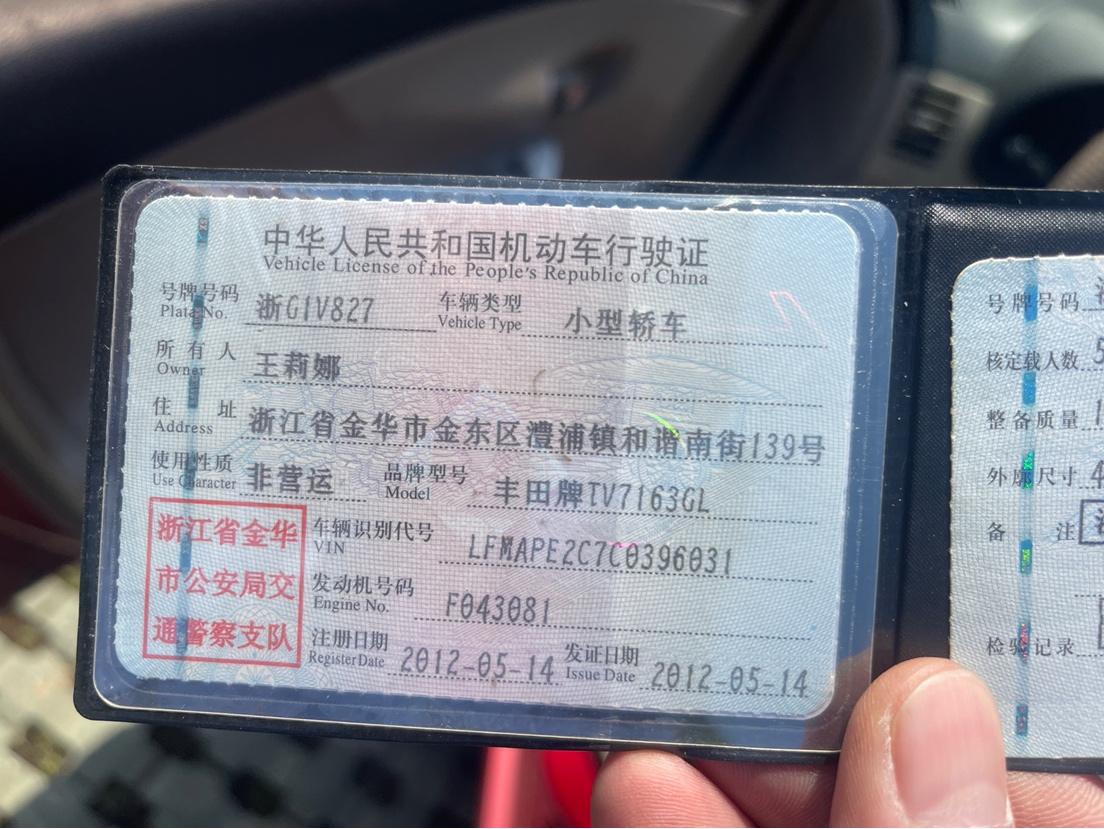 中华人民共和国机动车行驶证
Vehicle License of the People's Republic of China
号牌号码 浙G1V827 车辆类型 小型轿车
Plate No. Vehicle Type
所有人 王莉娜
Owner
住址 浙江省金华市金东区澧浦镇和谐南街139号
Address
使用性质 非营运 品牌型号 丰田牌TV7163GL
Use Character Model
浙江省金华
市公安局交
通警察支队
车辆识别代号 LFMAPE2C7C0396031
VIN
发动机号码 F043081
Engine No.
注册日期 2012-05-14 发证日期 2012-05-14
Register Date Issue Date
号牌号码
核定载人数 5
整备质量 1
外廓尺寸 4
备注
检验记录